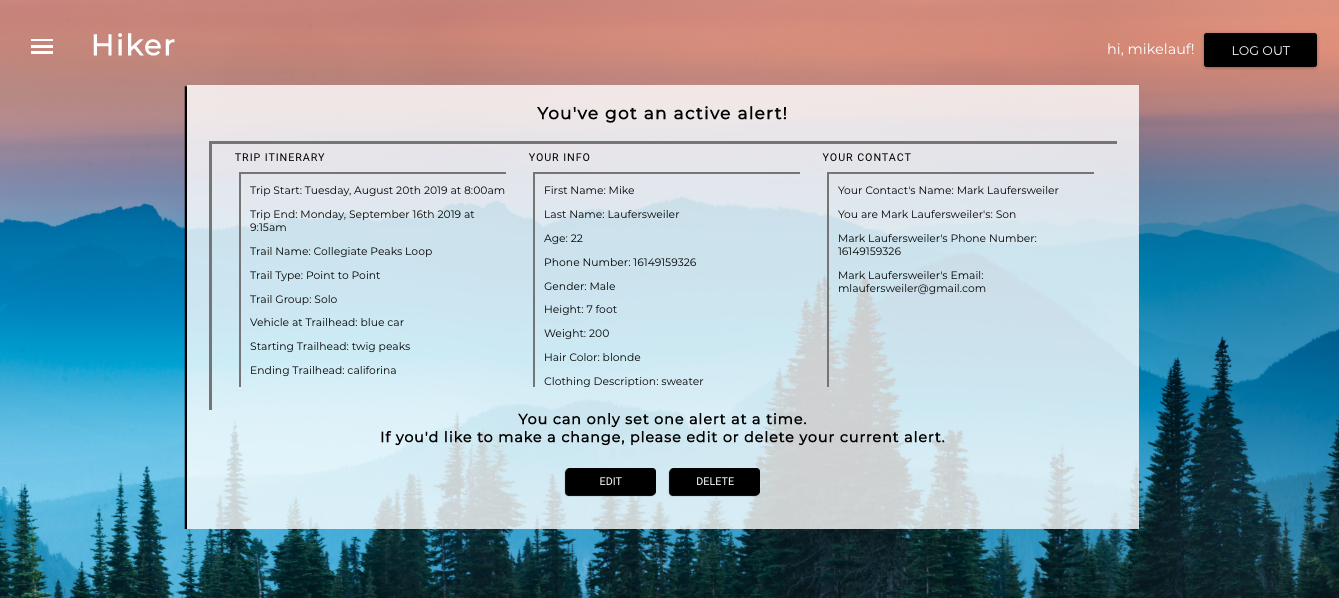 Hiker
hi, mikelauf!
LOG OUT
You've got an active alert!
TRIP ITINERARY
Trip Start: Tuesday, August 20th 2019 at 8:00am
Trip End: Monday, September 16th 2019 at
9:15am
Trail Name: Collegiate Peaks Loop
Trail Type: Point to Point
Trail Group: Solo
Vehicle at Trailhead: blue car
Starting Trailhead: twig peaks
Ending Trailhead: califorina
YOUR INFO
First Name: Mike
Last Name: Laufersweiler
Age: 22
Phone Number: 16149159326
Gender: Male
Height: 7 foot
Weight: 200
Hair Color: blonde
Clothing Description: sweater
YOUR CONTACT
Your Contact's Name: Mark Laufersweiler
You are Mark Laufersweiler's: Son
Mark Laufersweiler's Phone Number:
16149159326
Mark Laufersweiler's Email:
mlaufersweiler@gmail.com
You can only set one alert at a time.
If you'd like to make a change, please edit or delete your current alert.
EDIT
DELETE